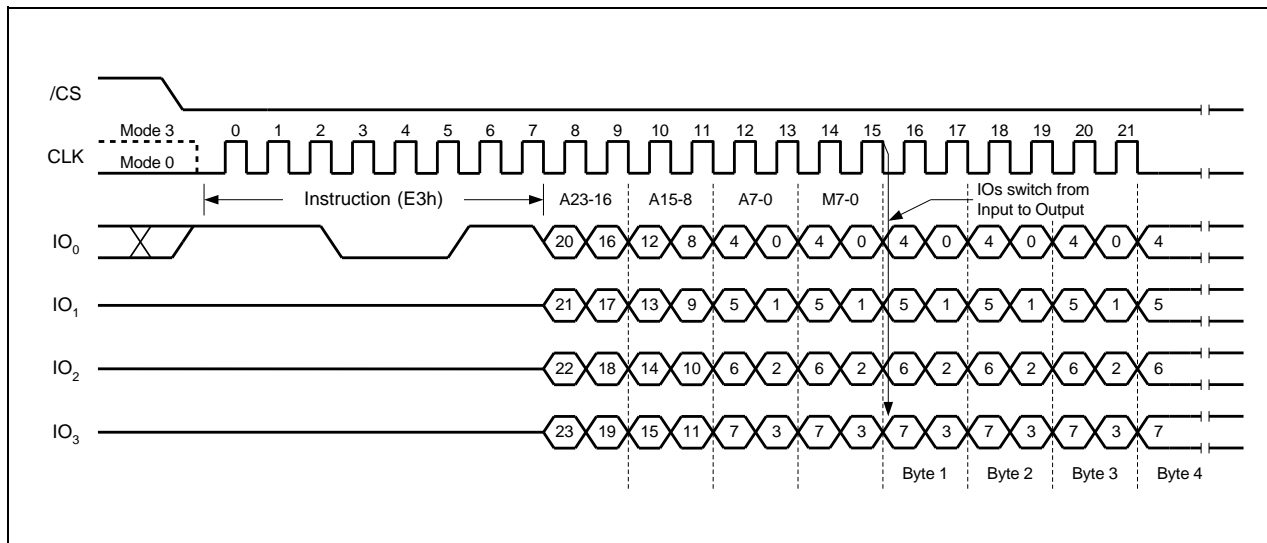 /CS
Mode 3 0 1 2 3 4 5 6 7 8 9 10 11 12 13 14 15 16 17 18 19 20 21
CLK
Mode 0
Instruction (E3h) A23-16 A15-8 A7-0 M7-0 IOs switch from
Input to Output
IO₀ 20 16 12 8 4 0 4 0 4 0 4 0 4 0 4
IO₁ 21 17 13 9 5 1 5 1 5 1 5 1 5 1 5
IO₂ 22 18 14 10 6 2 6 2 6 2 6 2 6 2 6
IO₃ 23 19 15 11 7 3 7 3 7 3 7 3 7 3 7
Byte 1 Byte 2 Byte 3 Byte 4